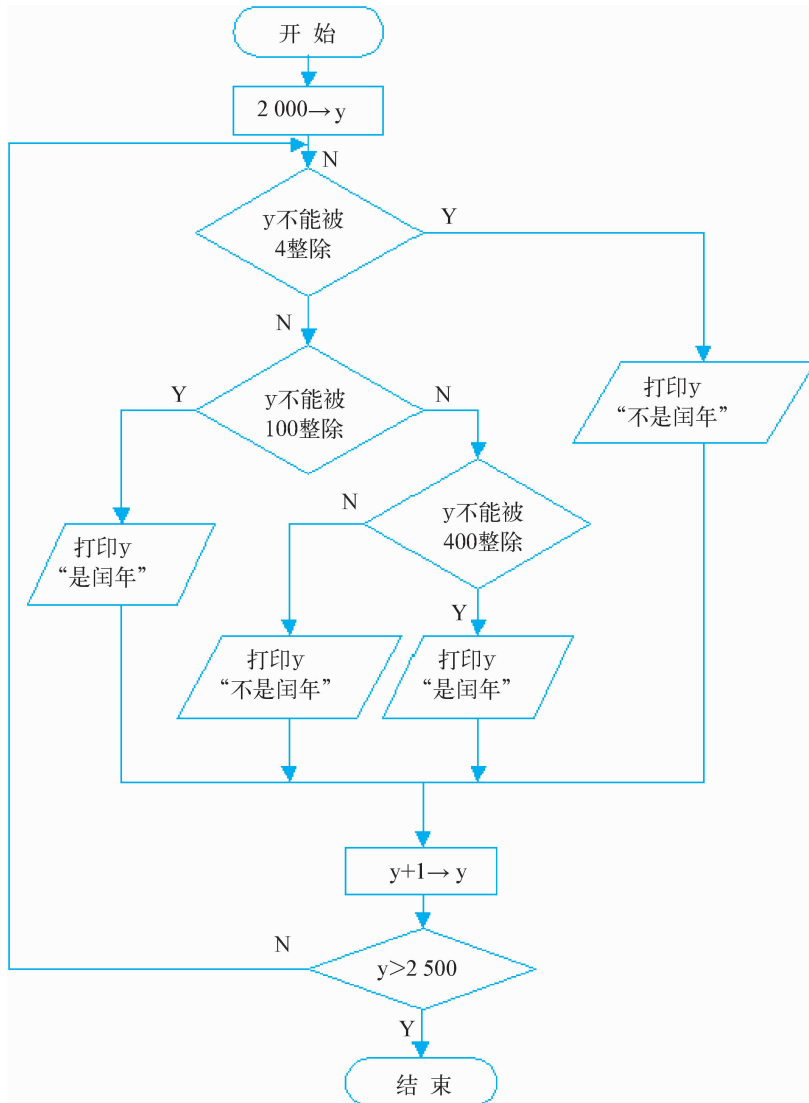 开 始
2 000→y
N
y不能被
4整除
Y
N
y不能被
100整除
Y
N
打印y
“不是闰年”
y不能被
400整除
N
Y
打印y
“是闰年”
打印y
“不是闰年”
打印y
“是闰年”
y+1→y
y>2 500
N
Y
结 束